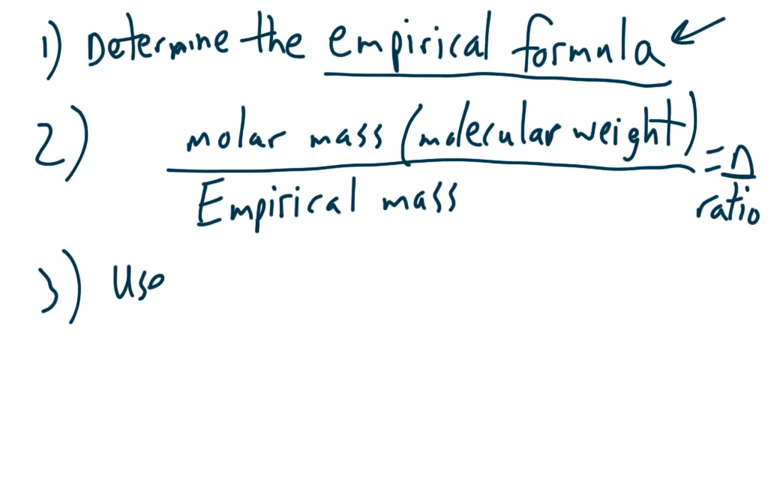 1) Determine the empirical formula
2) molar mass (molecular weight)
Empirical mass
= n
ratio
3) Use